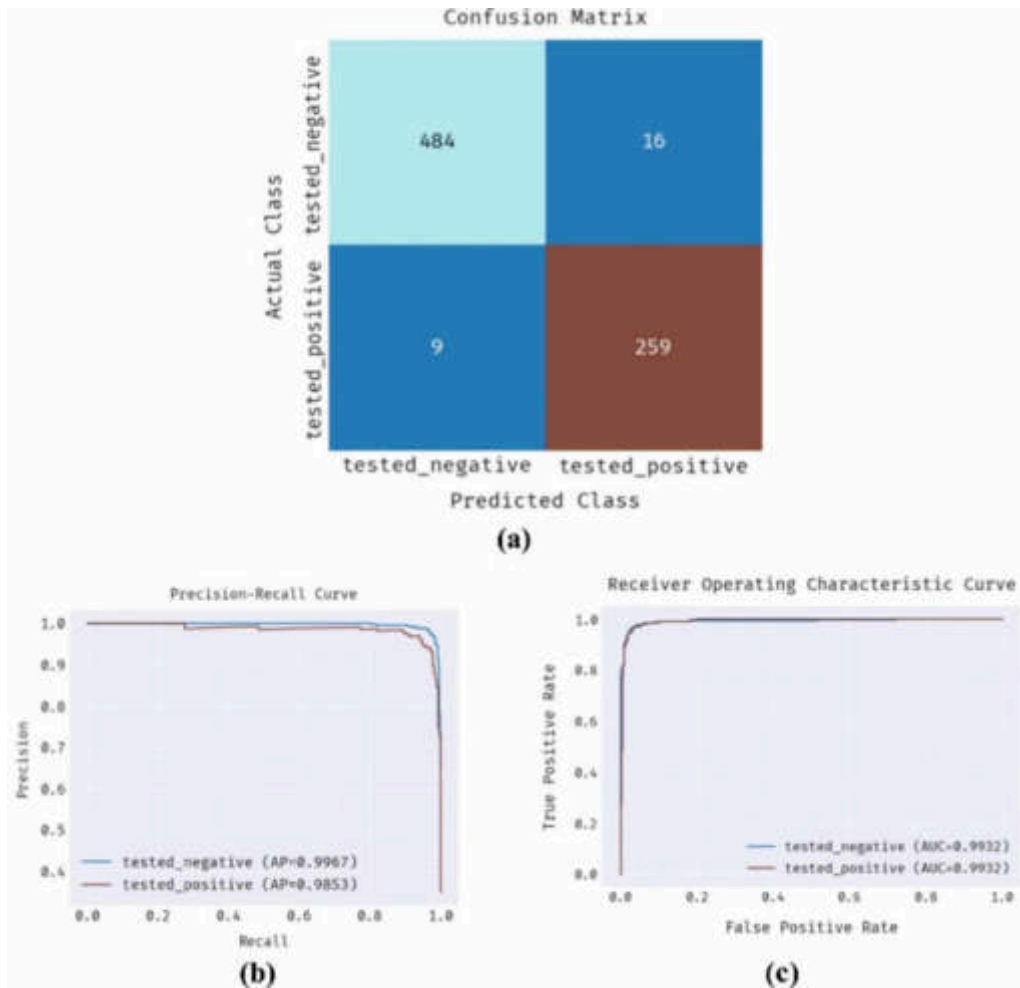 Confusion Matrix
Actual Class
tested_negative
484
16
tested_positive
9
259
tested_negative tested_positive
Predicted Class
(a)
Precision-Recall Curve
Precision
1.0
0.9
0.8
0.7
0.6
0.5
0.4
tested_negative (AP=0.9967)
tested_positive (AP=0.9853)
0.0 0.2 0.4 0.6 0.8 1.0
Recall
(b)
Receiver Operating Characteristic Curve
True Positive Rate
1.0
0.8
0.6
0.4
0.2
0.0
tested_negative (AUC=0.9932)
tested_positive (AUC=0.9932)
0.0 0.2 0.4 0.6 0.8 1.0
False Positive Rate
(c)